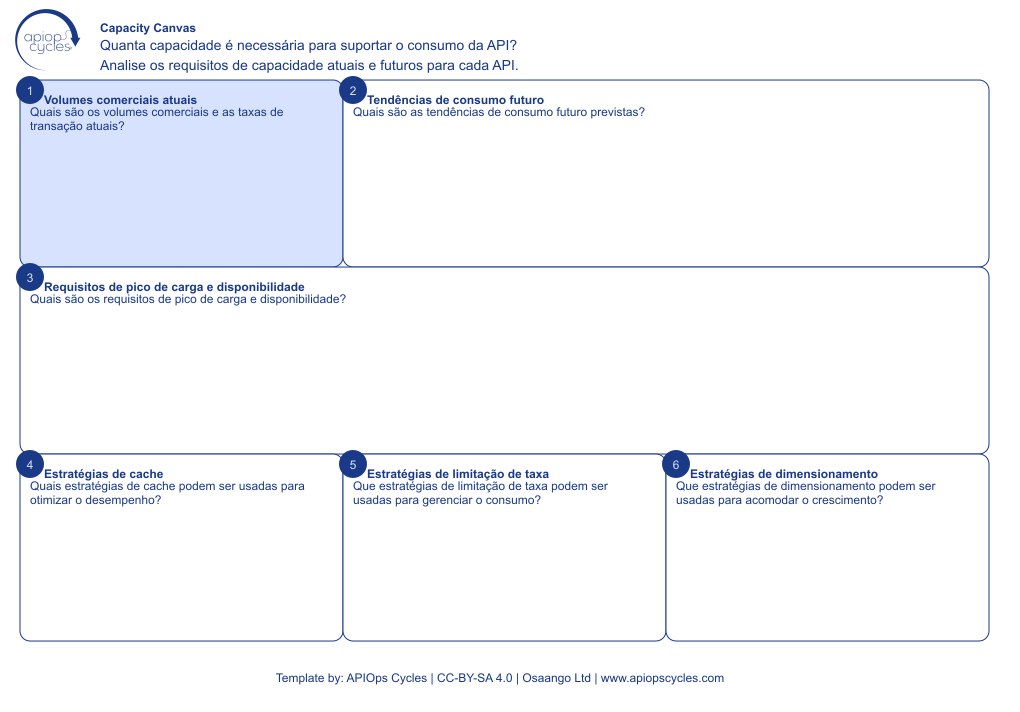 apiops
cycles
Capacity Canvas
Quanta capacidade é necessária para suportar o consumo da API?
Analise os requisitos de capacidade atuais e futuros para cada API.
1
Volumes comerciais atuais
Quais são os volumes comerciais e as taxas de
transação atuais?
2
Tendências de consumo futuro
Quais são as tendências de consumo futuro previstas?
3
Requisitos de pico de carga e disponibilidade
Quais são os requisitos de pico de carga e disponibilidade?
4
Estratégias de cache
Quais estratégias de cache podem ser usadas para
otimizar o desempenho?
5
Estratégias de limitação de taxa
Que estratégias de limitação de taxa podem ser
usadas para gerenciar o consumo?
6
Estratégias de dimensionamento
Que estratégias de dimensionamento podem ser
usadas para acomodar o crescimento?
Template by: APIOps Cycles | CC-BY-SA 4.0 | Osaango Ltd | www.apiopscycles.com